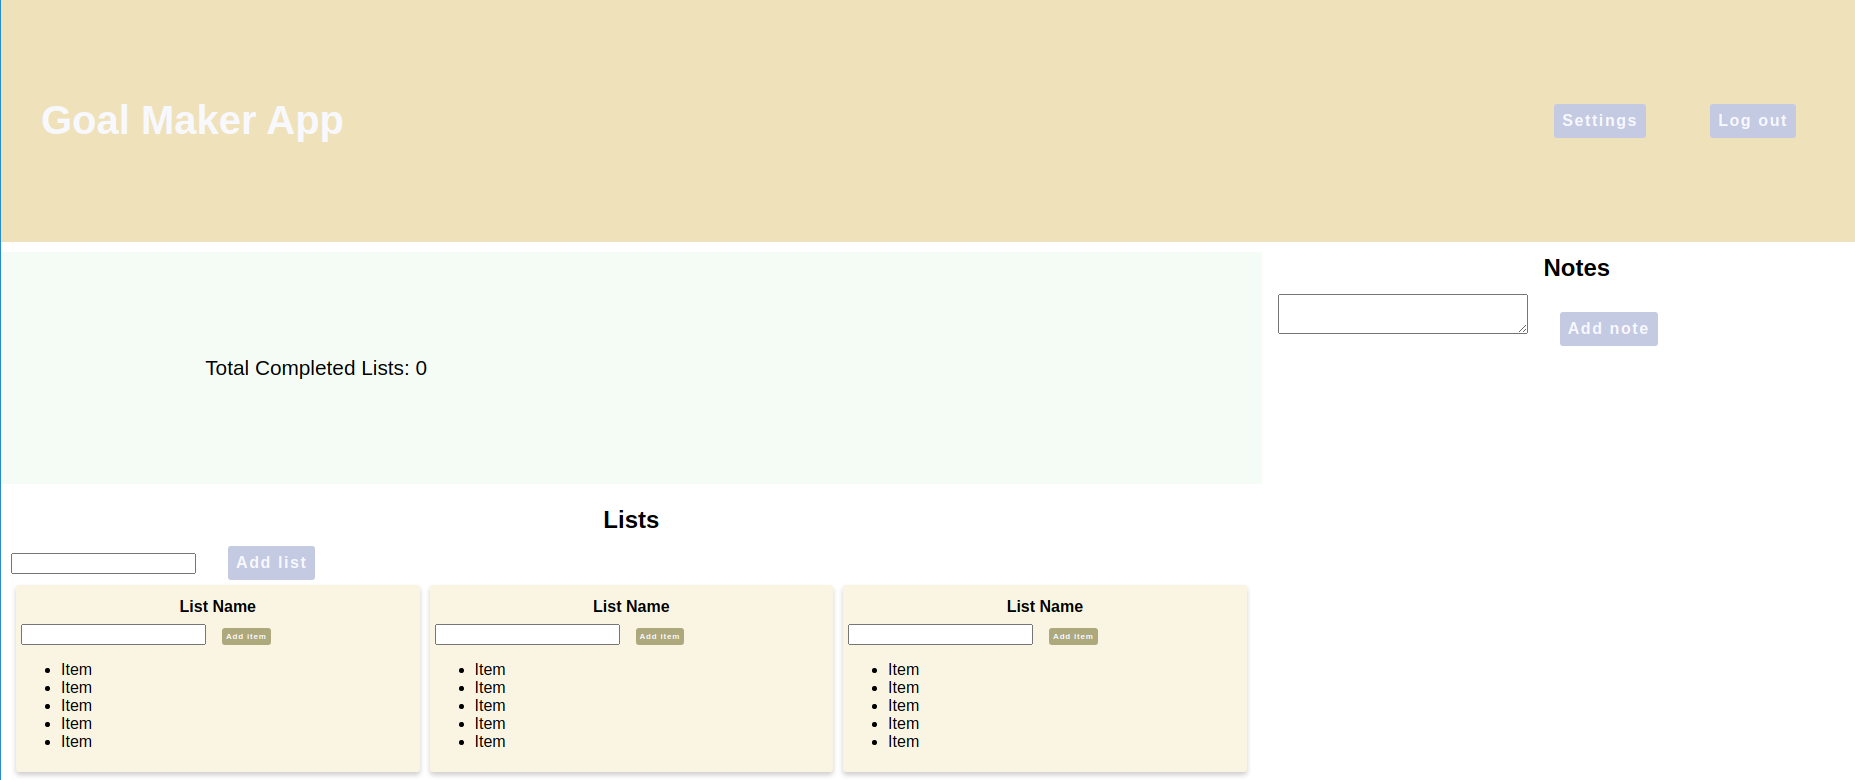 Goal Maker App
Settings
Log out
Total Completed Lists: 0
Notes
Add note
Lists
Add list
List Name
Add item
Item
Item
Item
Item
Item
List Name
Add item
Item
Item
Item
Item
Item
List Name
Add item
Item
Item
Item
Item
Item